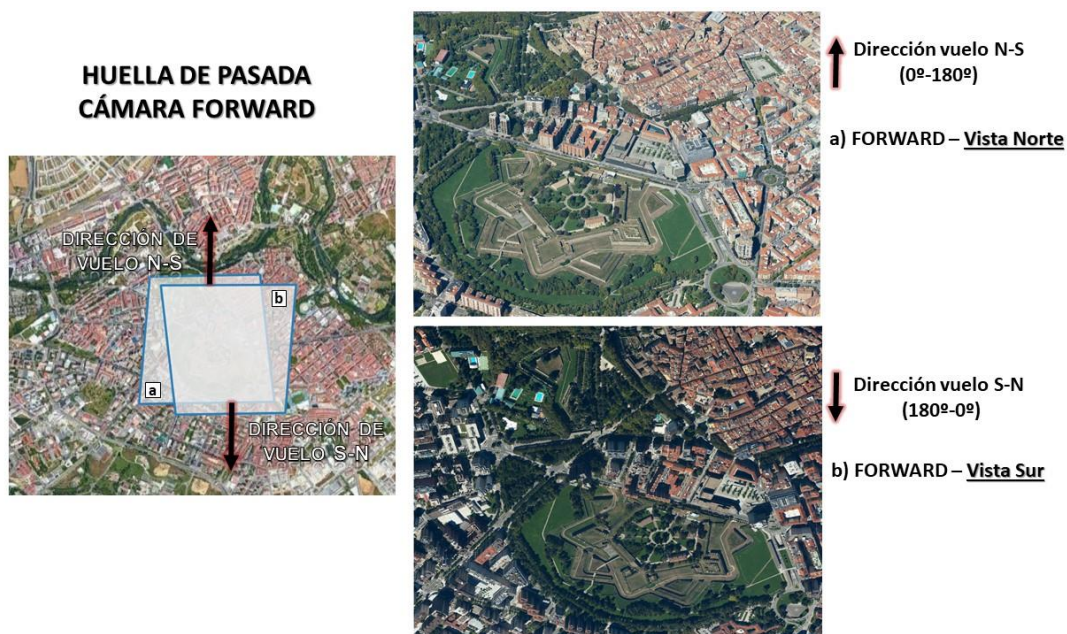 HUELLA DE PASADA
CÁMARA FORWARD
DIRECCIÓN DE
VUELO N-S
b
a
DIRECCIÓN DE
VUELO S-N
Dirección vuelo N-S
(0º-180º)
a) FORWARD – Vista Norte
Dirección vuelo S-N
(180º-0º)
b) FORWARD – Vista Sur